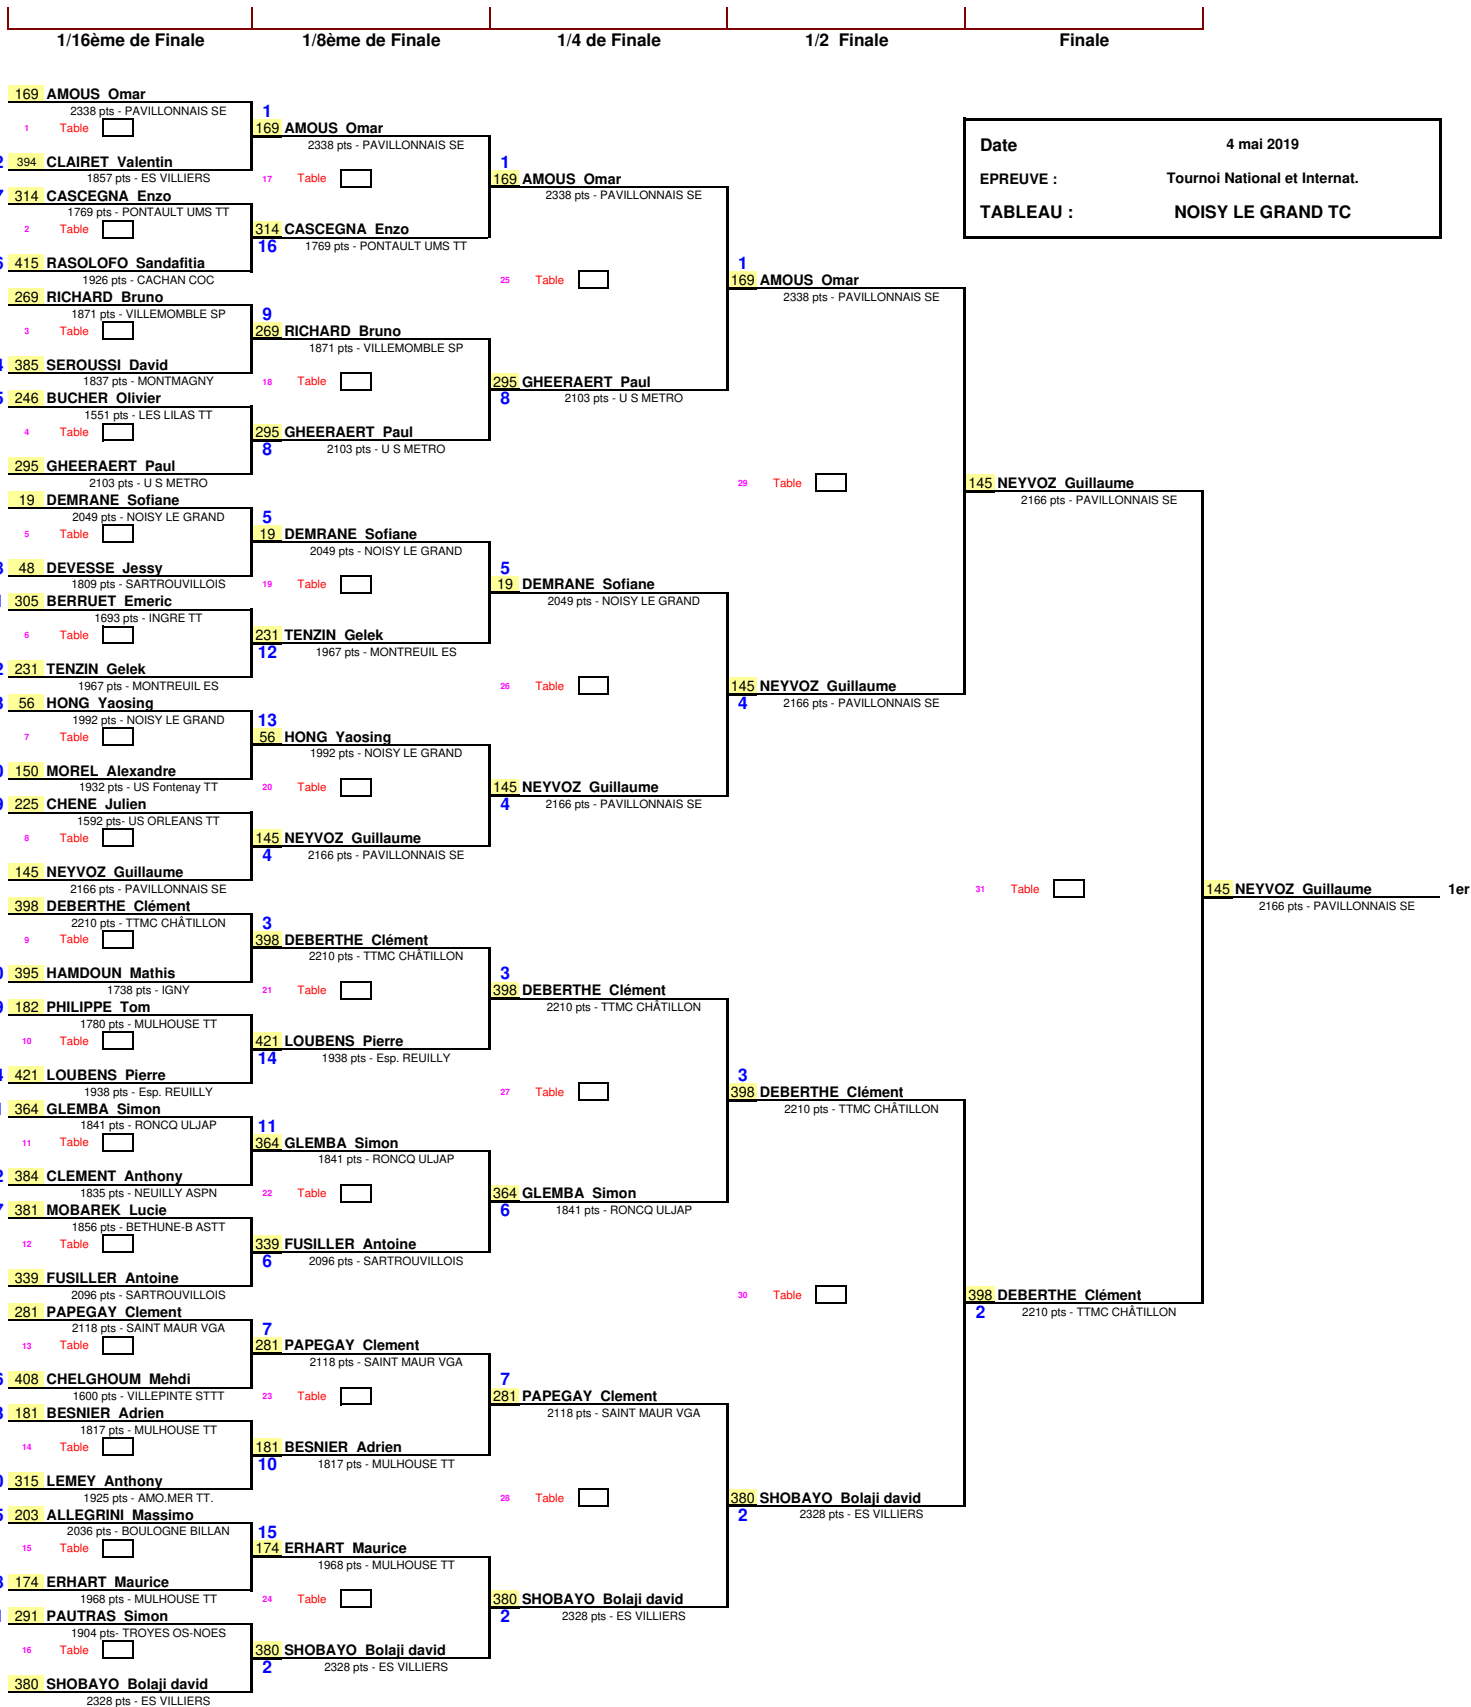 1/16ème de Finale
1/8ème de Finale
1/4 de Finale
1/2 Finale
Finale
Date 4 mai 2019
EPREUVE : Tournoi National et Internat.
TABLEAU : NOISY LE GRAND TC
169 AMOUS Omar
2338 pts - PAVILLONNAIS SE
1 Table
394 CLAIRET Valentin
1857 pts - ES VILLIERS
314 CASCEGNA Enzo
1769 pts - PONTAULT UMS TT
2 Table
415 RASOLOFO Sandafitia
1926 pts - CACHAN COC
269 RICHARD Bruno
1871 pts - VILLEMOMBLE SP
3 Table
385 SEROUSSI David
1837 pts - MONTMAGNY
246 BUCHER Olivier
1551 pts - LES LILAS TT
4 Table
295 GHEERAERT Paul
2103 pts - U S METRO
19 DEMRANE Sofiane
2049 pts - NOISY LE GRAND
5 Table
48 DEVESSE Jessy
1809 pts - SARTROUVILLOIS
305 BERRUET Emeric
1693 pts - INGRE TT
6 Table
231 TENZIN Gelek
1967 pts - MONTREUIL ES
56 HONG Yaosing
1992 pts - NOISY LE GRAND
7 Table
150 MOREL Alexandre
1932 pts - US Fontenay TT
225 CHENE Julien
1592 pts- US ORLEANS TT
8 Table
145 NEYVOZ Guillaume
2166 pts - PAVILLONNAIS SE
398 DEBERTHE Clément
2210 pts - TTMC CHÂTILLON
9 Table
395 HAMDOUN Mathis
1738 pts - IGNY
182 PHILIPPE Tom
1780 pts - MULHOUSE TT
10 Table
421 LOUBENS Pierre
1938 pts - Esp. REUILLY
364 GLEMBA Simon
1841 pts - RONCQ ULJAP
11 Table
384 CLEMENT Anthony
1835 pts - NEUILLY ASPN
381 MOBAREK Lucie
1856 pts - BETHUNE-B ASTT
12 Table
339 FUSILLER Antoine
2096 pts - SARTROUVILLOIS
281 PAPEGAY Clement
2118 pts - SAINT MAUR VGA
13 Table
408 CHELGHOUM Mehdi
1600 pts - VILLEPINTE STTT
181 BESNIER Adrien
1817 pts - MULHOUSE TT
14 Table
315 LEMEY Anthony
1925 pts - AMO.MER TT.
203 ALLEGRINI Massimo
2036 pts - BOULOGNE BILLAN
15 Table
174 ERHART Maurice
1968 pts - MULHOUSE TT
291 PAUTRAS Simon
1904 pts- TROYES OS-NOES
16 Table
380 SHOBAYO Bolaji david
2328 pts - ES VILLIERS
1
169 AMOUS Omar
2338 pts - PAVILLONNAIS SE
17 Table
314 CASCEGNA Enzo
16 1769 pts - PONTAULT UMS TT
9
269 RICHARD Bruno
1871 pts - VILLEMOMBLE SP
18 Table
295 GHEERAERT Paul
8 2103 pts - U S METRO
5
19 DEMRANE Sofiane
2049 pts - NOISY LE GRAND
19 Table
231 TENZIN Gelek
12 1967 pts - MONTREUIL ES
13
56 HONG Yaosing
1992 pts - NOISY LE GRAND
20 Table
145 NEYVOZ Guillaume
4 2166 pts - PAVILLONNAIS SE
3
398 DEBERTHE Clément
2210 pts - TTMC CHÂTILLON
21 Table
421 LOUBENS Pierre
14 1938 pts - Esp. REUILLY
11
364 GLEMBA Simon
1841 pts - RONCQ ULJAP
22 Table
339 FUSILLER Antoine
6 2096 pts - SARTROUVILLOIS
7
281 PAPEGAY Clement
2118 pts - SAINT MAUR VGA
23 Table
181 BESNIER Adrien
10 1817 pts - MULHOUSE TT
15
174 ERHART Maurice
1968 pts - MULHOUSE TT
24 Table
380 SHOBAYO Bolaji david
2 2328 pts - ES VILLIERS
1
169 AMOUS Omar
2338 pts - PAVILLONNAIS SE
25 Table
295 GHEERAERT Paul
8 2103 pts - U S METRO
5
19 DEMRANE Sofiane
2049 pts - NOISY LE GRAND
26 Table
145 NEYVOZ Guillaume
4 2166 pts - PAVILLONNAIS SE
3
398 DEBERTHE Clément
2210 pts - TTMC CHÂTILLON
27 Table
364 GLEMBA Simon
6 1841 pts - RONCQ ULJAP
7
281 PAPEGAY Clement
2118 pts - SAINT MAUR VGA
28 Table
380 SHOBAYO Bolaji david
2 2328 pts - ES VILLIERS
1
169 AMOUS Omar
2338 pts - PAVILLONNAIS SE
29 Table
145 NEYVOZ Guillaume
4 2166 pts - PAVILLONNAIS SE
3
398 DEBERTHE Clément
2210 pts - TTMC CHÂTILLON
30 Table
380 SHOBAYO Bolaji david
2 2328 pts - ES VILLIERS
145 NEYVOZ Guillaume
2166 pts - PAVILLONNAIS SE
31 Table
398 DEBERTHE Clément
2 2210 pts - TTMC CHÂTILLON
145 NEYVOZ Guillaume 1er
2166 pts - PAVILLONNAIS SE